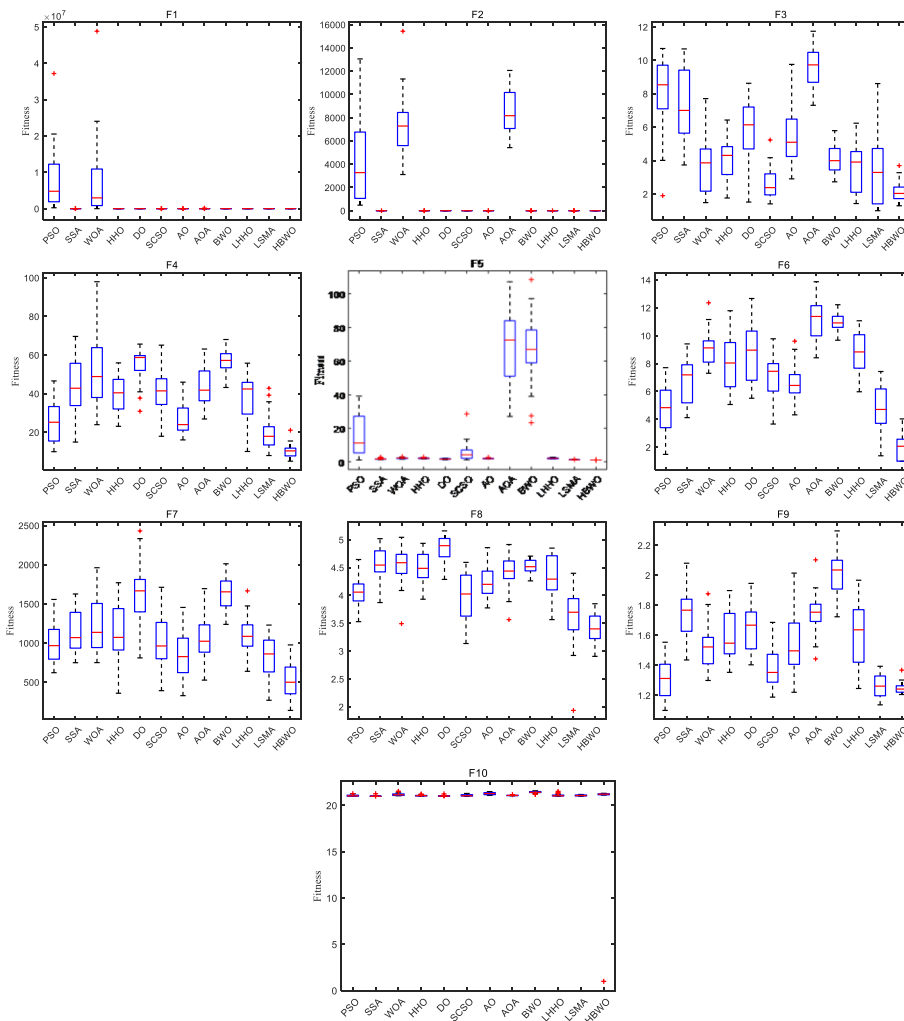 F1
×10⁷
5
4
3
2
1
0
Fitness
PSO SSA WOA HHO DO SCSO AO AOA BWO LHHO LSMA HBWO
F2
16000
14000
12000
10000
8000
6000
4000
2000
0
Fitness
PSO SSA WOA HHO DO SCSO AO AOA BWO LHHO LSMA HBWO
F3
12
10
8
6
4
2
Fitness
PSO SSA WOA HHO DO SCSO AO AOA BWO LHHO LSMA HBWO
F4
100
80
60
40
20
Fitness
PSO SSA WOA HHO DO SCSO AO AOA BWO LHHO LSMA HBWO
F5
100
80
60
40
20
0
Fitness
PSO SSA WOA HHO DO SCSO AO AOA BWO LHHO LSMA HBWO
F6
14
12
10
8
6
4
2
Fitness
PSO SSA WOA HHO DO SCSO AO AOA BWO LHHO LSMA HBWO
F7
2500
2000
1500
1000
500
Fitness
PSO SSA WOA HHO DO SCSO AO AOA BWO LHHO LSMA HBWO
F8
5
4.5
4
3.5
3
2.5
2
Fitness
PSO SSA WOA HHO DO SCSO AO AOA BWO LHHO LSMA HBWO
F9
2.2
2
1.8
1.6
1.4
1.2
Fitness
PSO SSA WOA HHO DO SCSO AO AOA BWO LHHO LSMA HBWO
F10
20
15
10
5
0
Fitness
PSO SSA WOA HHO DO SCSO AO AOA BWO LHHO LSMA HBWO